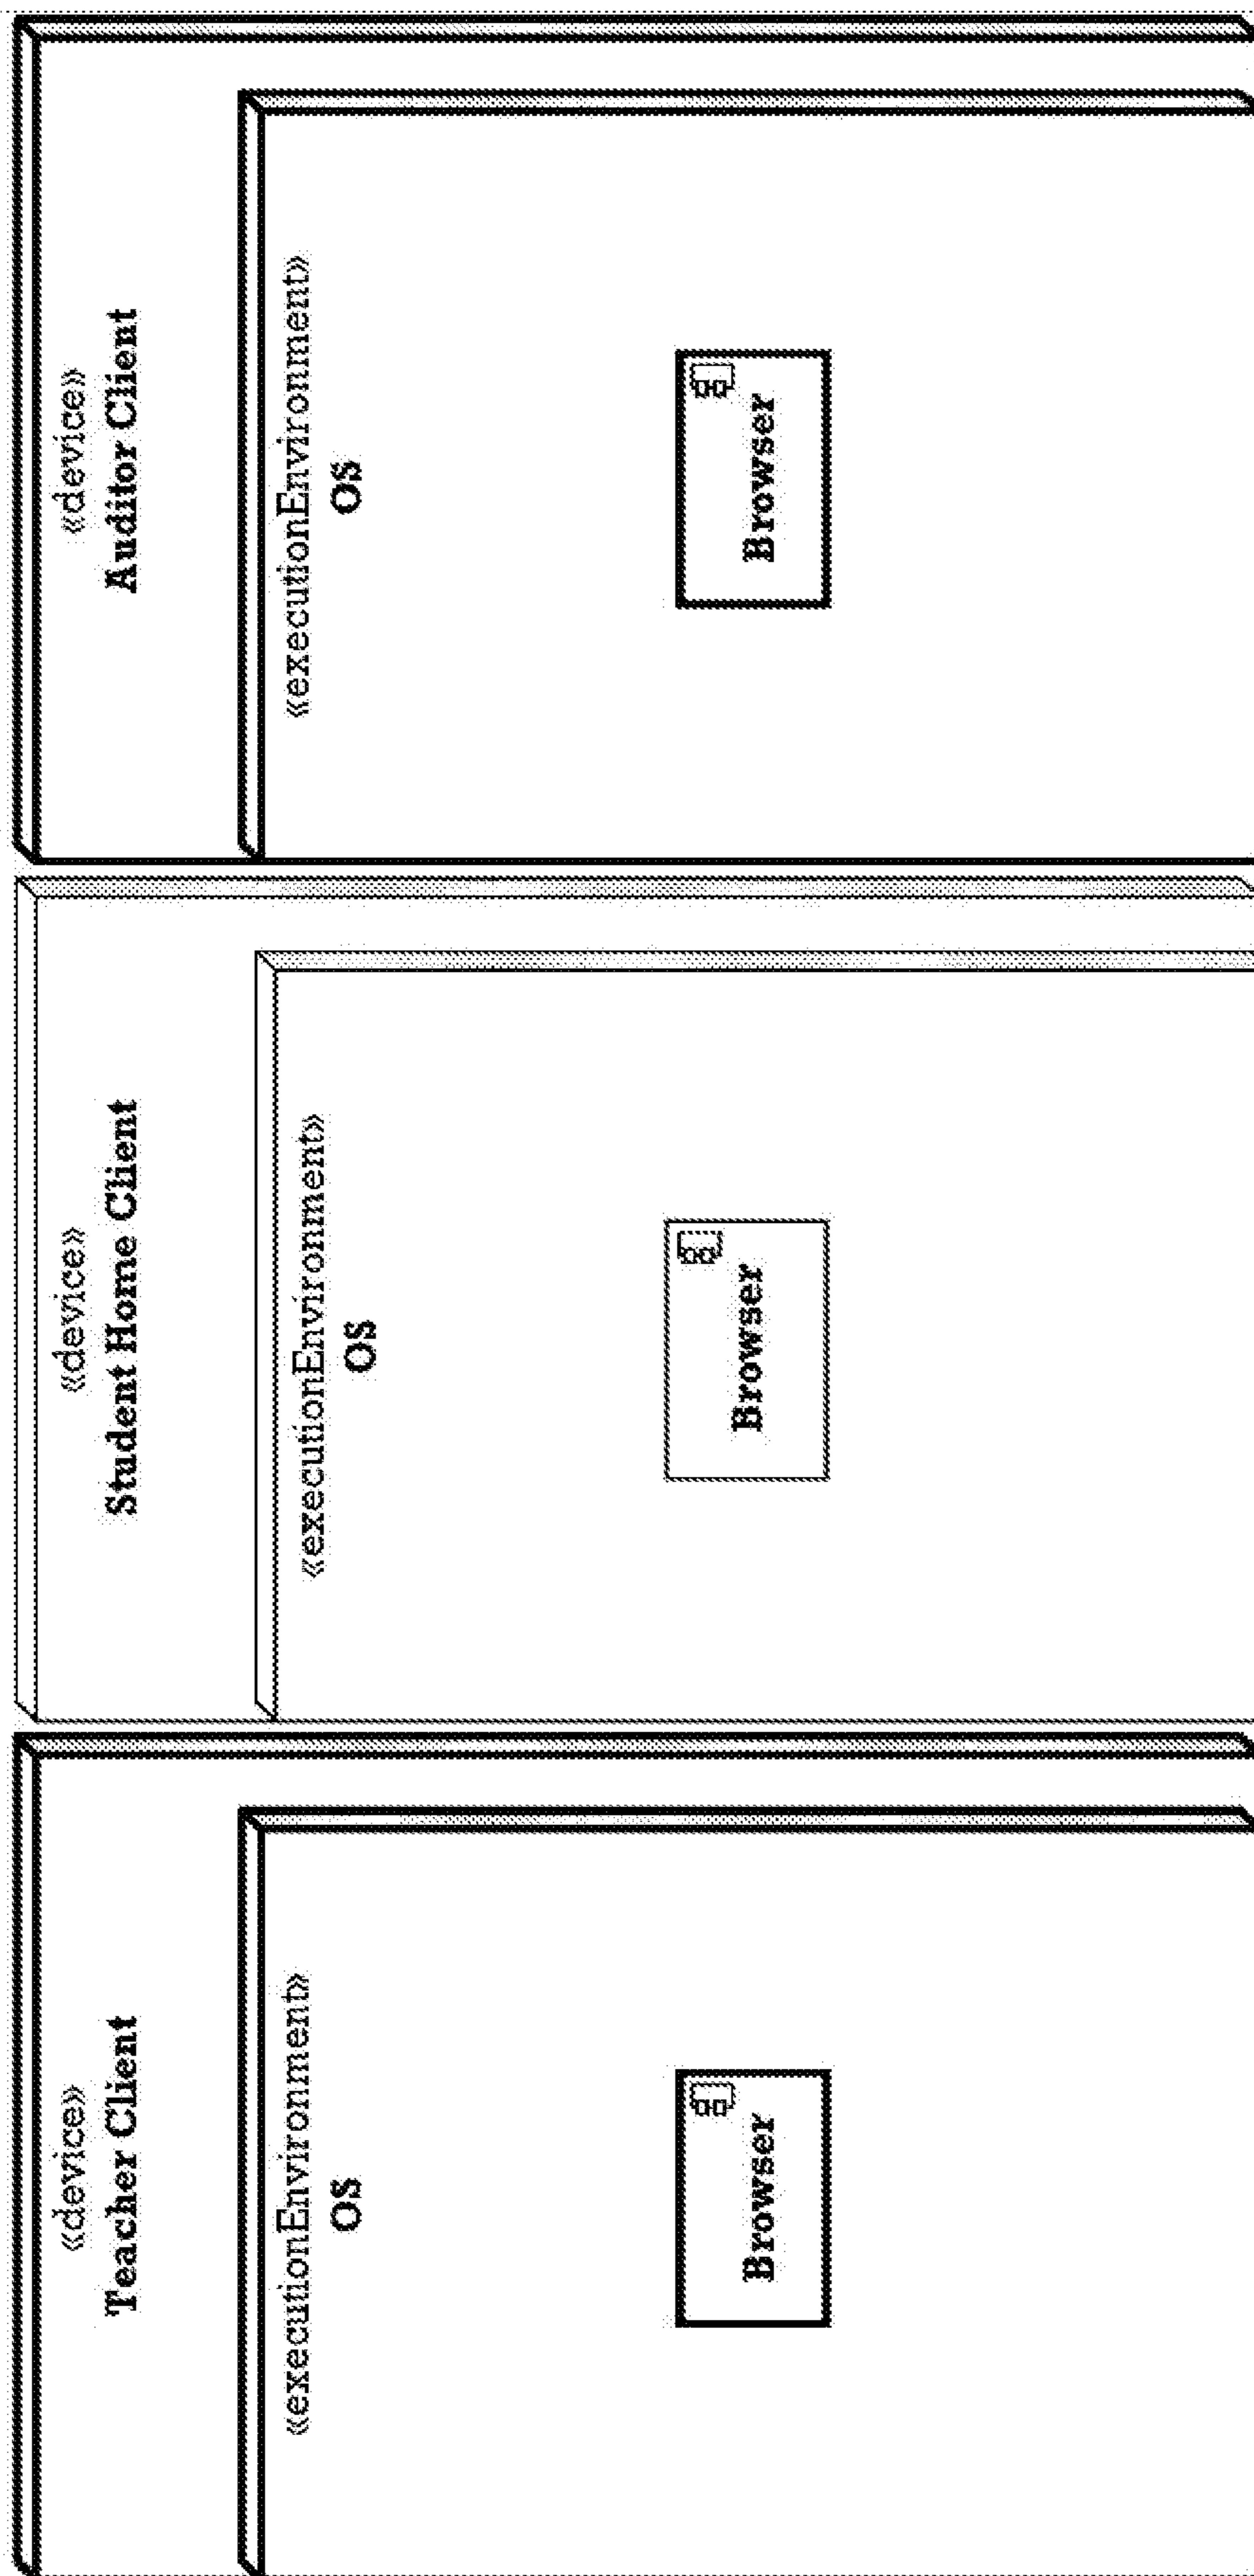 «device»
Teacher Client
«executionEnvironment»
OS
Browser
«device»
Student Home Client
«executionEnvironment»
OS
Browser
«device»
Auditor Client
«executionEnvironment»
OS
Browser